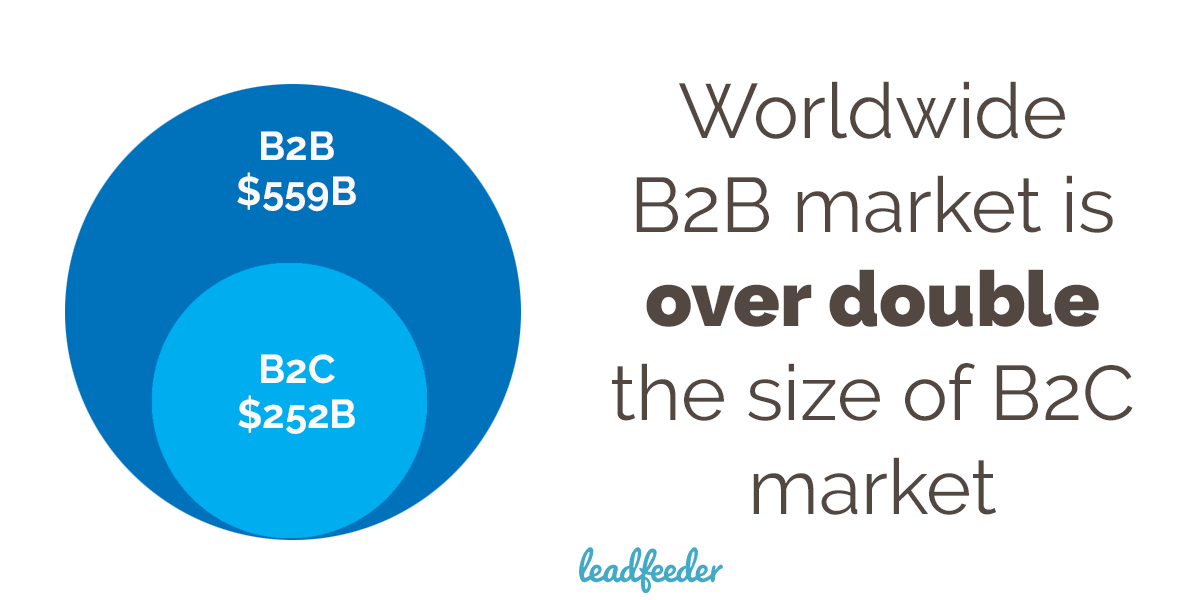 B2B
$559B
B2C
$252B
Worldwide
B2B market is
over double
the size of B2C
market
leadfeeder